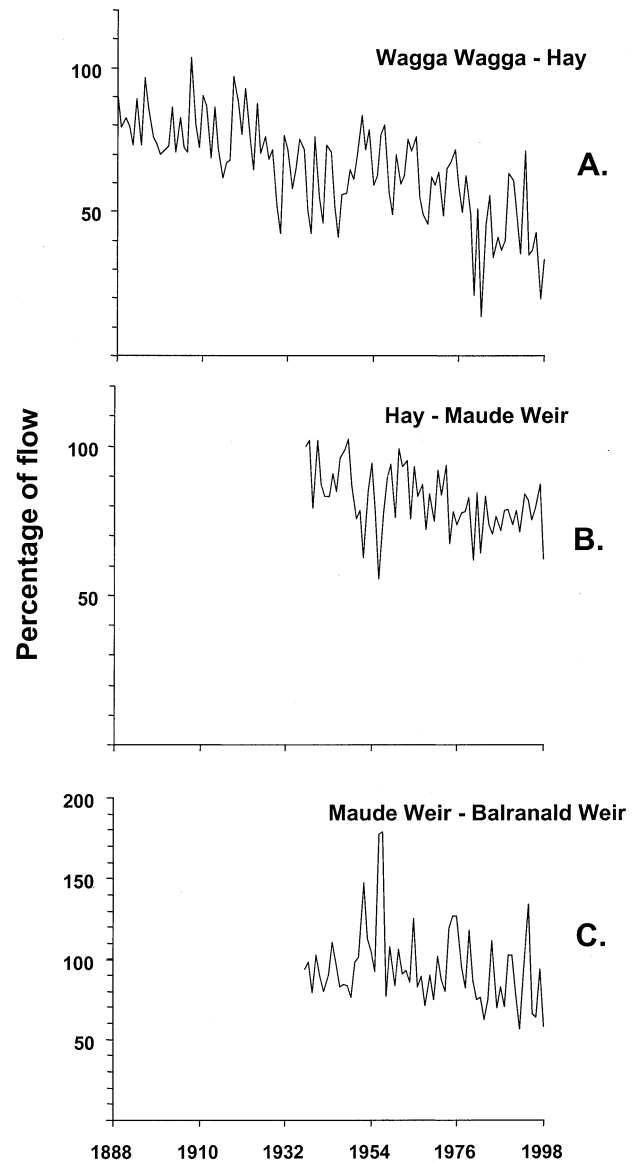 Wagga Wagga - Hay
100
A.
50
Percentage of flow
Hay - Maude Weir
100
B.
50
200
Maude Weir - Balranald Weir
150
C.
100
50
1888 1910 1932 1954 1976 1998